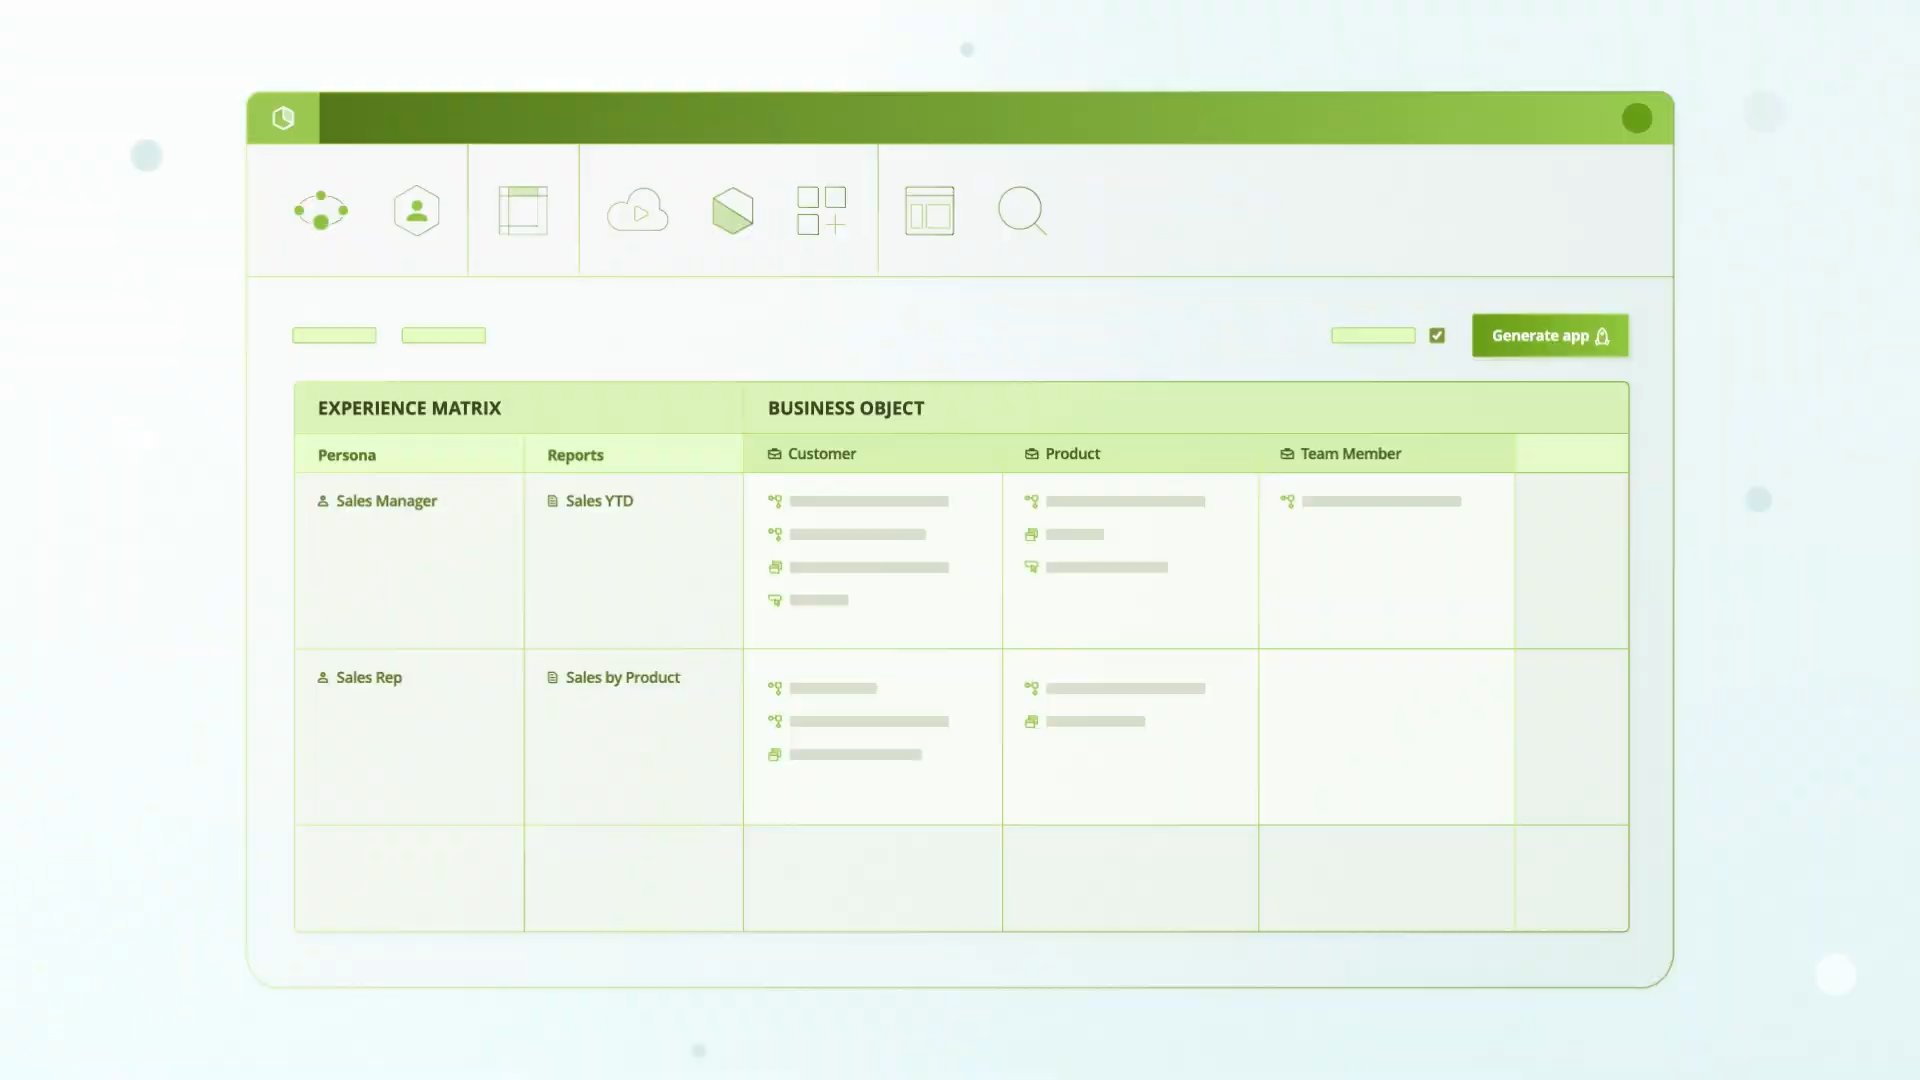 Generate app
EXPERIENCE MATRIX
BUSINESS OBJECT
Persona
Reports
Customer
Product
Team Member
Sales Manager
Sales YTD
Sales Rep
Sales by Product